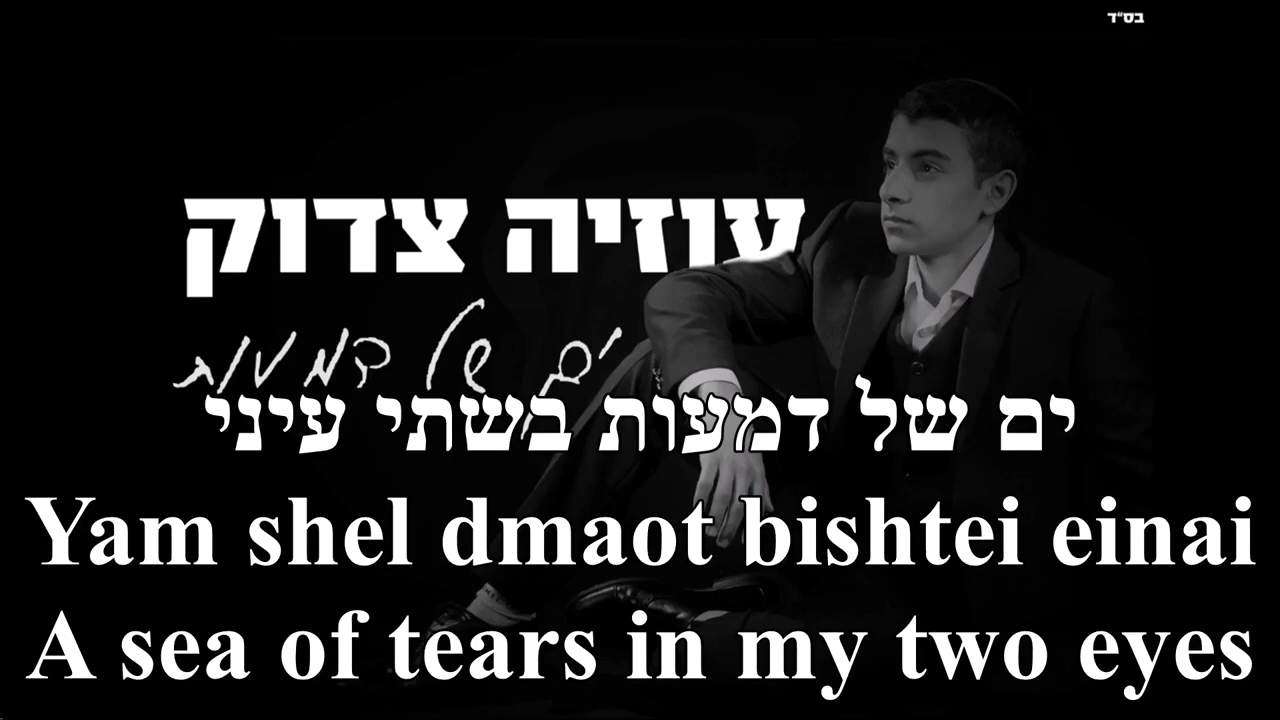 בס"ד
עוזיה צדוק
ים של דמעות
ים של דמעות בשתי עיניי
Yam shel dmaot bishtei einai
A sea of tears in my two eyes